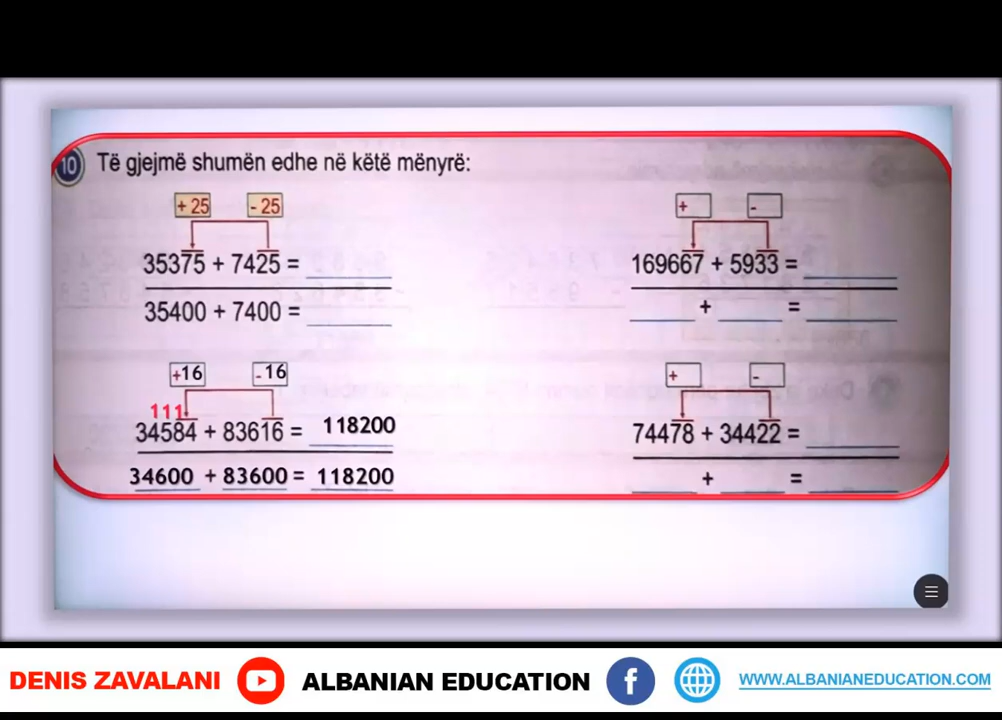 10 Të gjejmë shumën edhe në këtë mënyrë:
+ 25 - 25
35375 + 7425 =
35400 + 7400 =
+16 - 16
111
34584 + 83616 = 118200
34600 + 83600 = 118200
+ -
169667 + 5933 =
+ =
+ -
74478 + 34422 =
+ =
DENIS ZAVALANI ALBANIAN EDUCATION f WWW.ALBANIANEDUCATION.COM